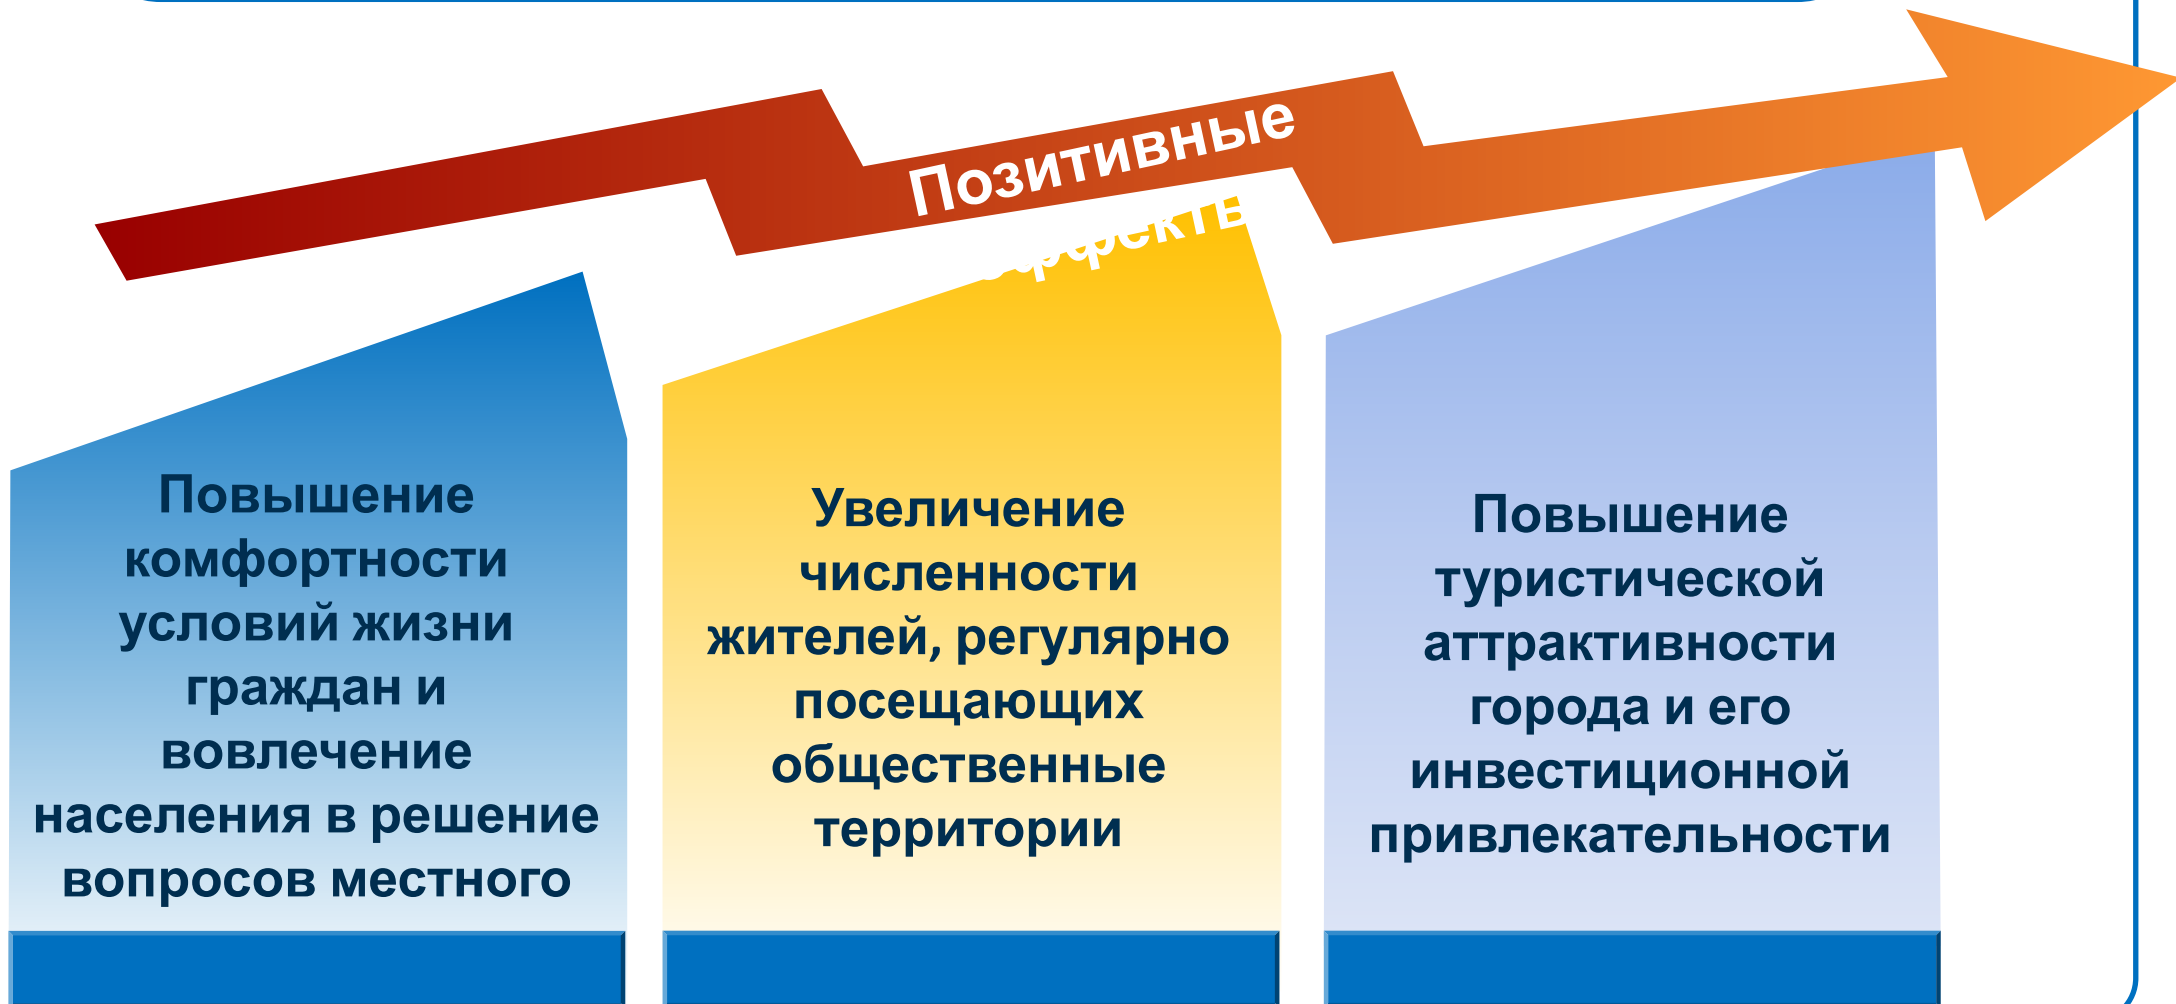 Позитивные
Повышение
комфортности
условий жизни
граждан и
вовлечение
населения в решение
вопросов местного
Увеличение
численности
жителей, регулярно
посещающих
общественные
территории
Повышение
туристической
аттрактивности
города и его
инвестиционной
привлекательности